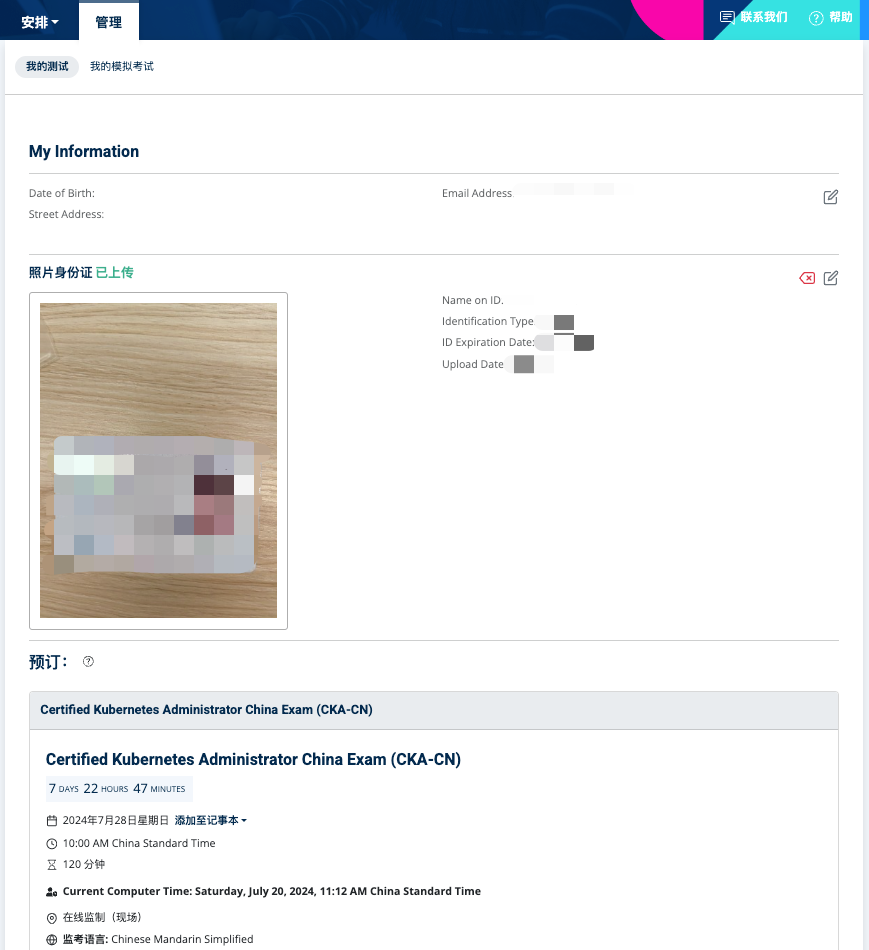 安排
管理
联系我们
帮助
我的测试 我的模拟考试
My Information
Date of Birth:
Email Address
Street Address:
照片身份证 已上传
Name on ID.
Identification Type
ID Expiration Date:
Upload Date
预订：
Certified Kubernetes Administrator China Exam (CKA-CN)
Certified Kubernetes Administrator China Exam (CKA-CN)
7 DAYS 22 HOURS 47 MINUTES
2024年7月28日星期日 添加至记事本
10:00 AM China Standard Time
120 分钟
Current Computer Time: Saturday, July 20, 2024, 11:12 AM China Standard Time
在线监制（现场）
监考语言: Chinese Mandarin Simplified